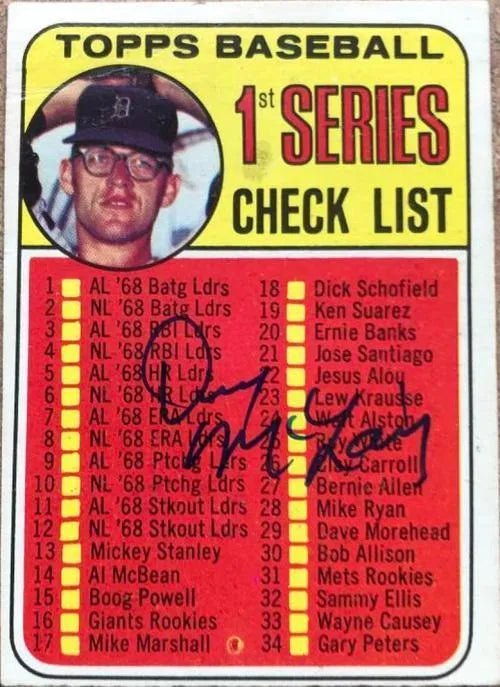 TOPPS BASEBALL
1st SERIES
CHECK LIST
D
1 AL '68 Batg Ldrs
2 NL '68 Batg Ldrs
3 AL '68 RBI Ldrs
4 NL '68 RBI Ldrs
5 AL '68 HR Ldrs
6 NL '68 HR Ldrs
7 AL '68 ERA Ldrs
8 NL '68 ERA Ldrs
9 AL '68 Ptchg Ldrs
10 NL '68 Ptchg Ldrs
11 AL '68 Stkout Ldrs
12 NL '68 Stkout Ldrs
13 Mickey Stanley
14 Al McBean
15 Boog Powell
16 Giants Rookies
17 Mike Marshall
18 Dick Schofield
19 Ken Suarez
20 Ernie Banks
21 Jose Santiago
22 Jesus Alou
23 Lew Krausse
24 Walt Alston
25 Roy White
26 Clay Carroll
27 Bernie Allen
28 Mike Ryan
29 Dave Morehead
30 Bob Allison
31 Mets Rookies
32 Sammy Ellis
33 Wayne Causey
34 Gary Peters
Denny
McLain